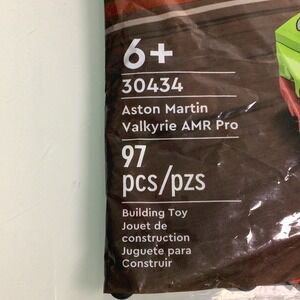 6+
30434
Aston Martin
Valkyrie AMR Pro
97
pcs/pzs
Building Toy
Jouet de
construction
Juguete para
Construir